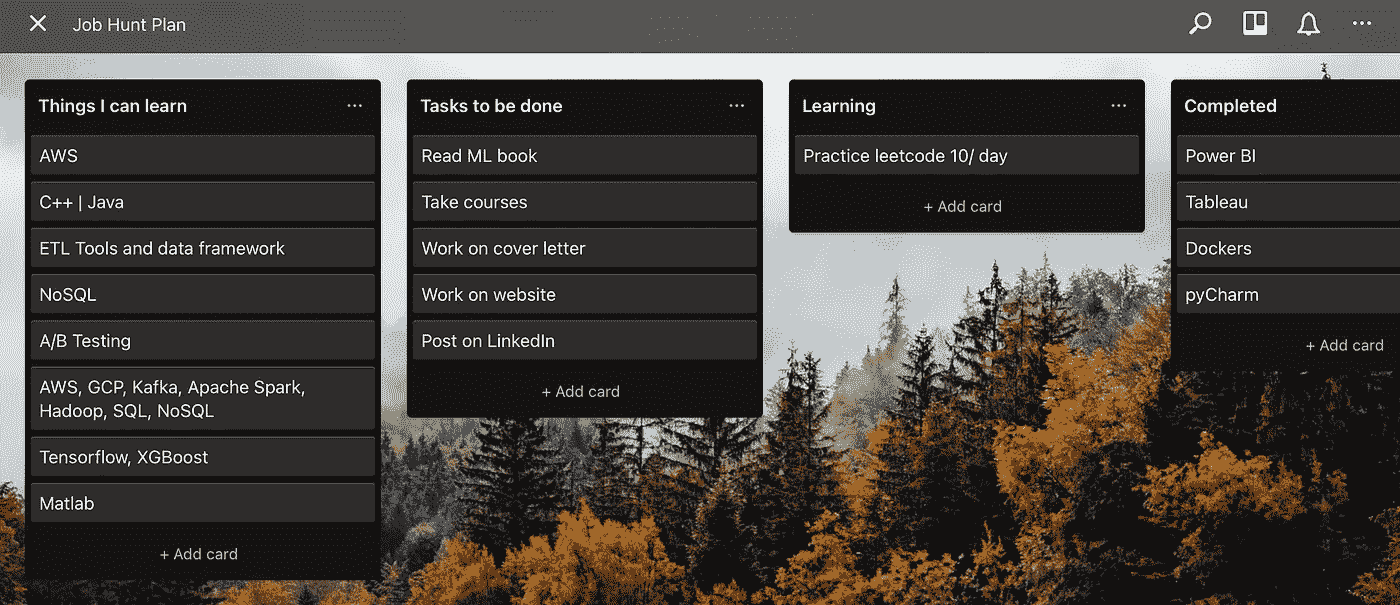 Job Hunt Plan
Things I can learn
AWS
C++ | Java
ETL Tools and data framework
NoSQL
A/B Testing
AWS, GCP, Kafka, Apache Spark,
Hadoop, SQL, NoSQL
Tensorflow, XGBoost
Matlab
+ Add card
Tasks to be done
Read ML book
Take courses
Work on cover letter
Work on website
Post on LinkedIn
+ Add card
Learning
Practice leetcode 10/ day
+ Add card
Completed
Power BI
Tableau
Dockers
pyCharm
+ Add card